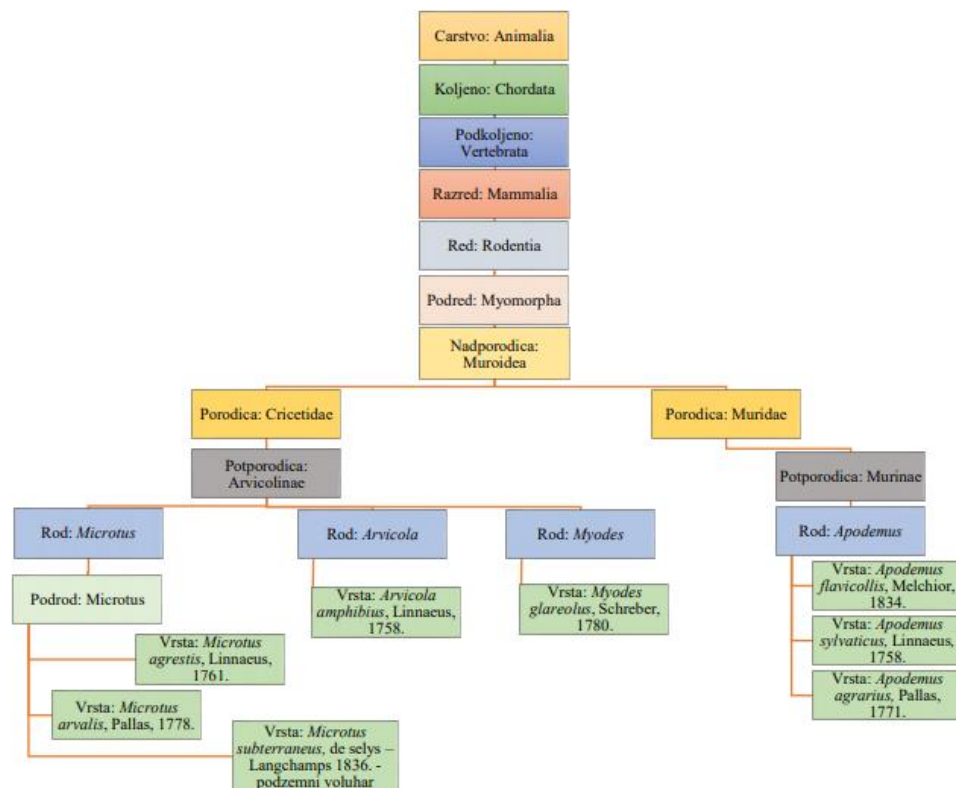 Carstvo: Animalia
Koljeno: Chordata
Podkoljeno:
Vertebrata
Razred: Mammalia
Red: Rodentia
Podred: Myomorpha
Nadporodica:
Muroidea
Porodica: Cricetidae
Porodica: Muridae
Potporodica:
Arvicolinae
Potporodica: Murinae
Rod: Microtus
Rod: Arvicola
Rod: Myodes
Rod: Apodemus
Podrod: Microtus
Vrsta: Microtus
agrestis, Linnaeus,
1761.
Vrsta: Microtus
arvalis, Pallas, 1778.
Vrsta: Microtus
subterraneus, de selys –
Langchamps 1836. -
podzemni voluhar
Vrsta: Arvicola
amphibius, Linnaeus,
1758.
Vrsta: Myodes
glareolus, Schreber,
1780.
Vrsta: Apodemus
flavicollis, Melchior,
1834.
Vrsta: Apodemus
sylvaticus, Linnaeus,
1758.
Vrsta: Apodemus
agrarius, Pallas,
1771.